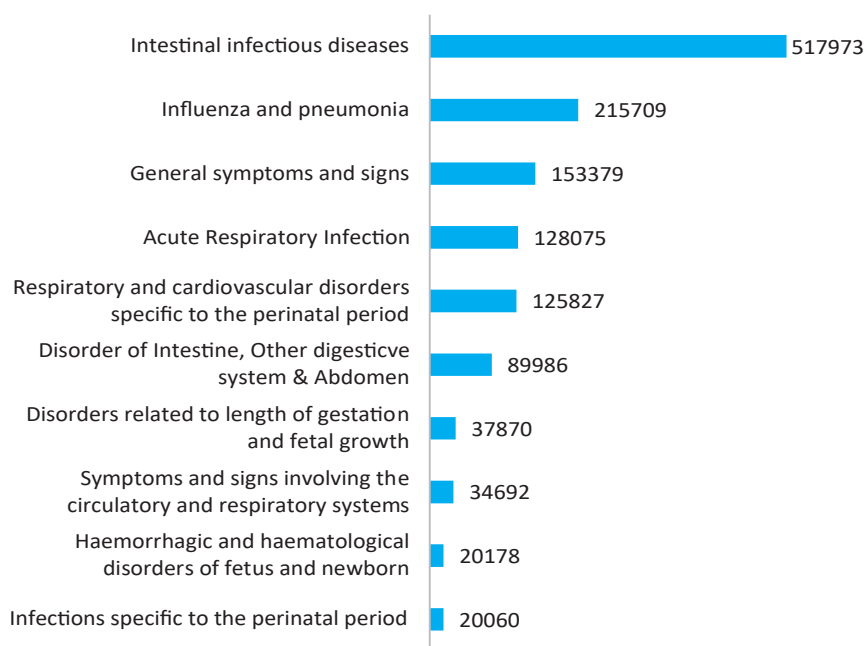 Intestinal infectious diseases 517973
Influenza and pneumonia 215709
General symptoms and signs 153379
Acute Respiratory Infection 128075
Respiratory and cardiovascular disorders
specific to the perinatal period 125827
Disorder of Intestine, Other digesticve
system & Abdomen 89986
Disorders related to length of gestation
and fetal growth 37870
Symptoms and signs involving the
circulatory and respiratory systems 34692
Haemorrhagic and haematological
disorders of fetus and newborn 20178
Infections specific to the perinatal period 20060